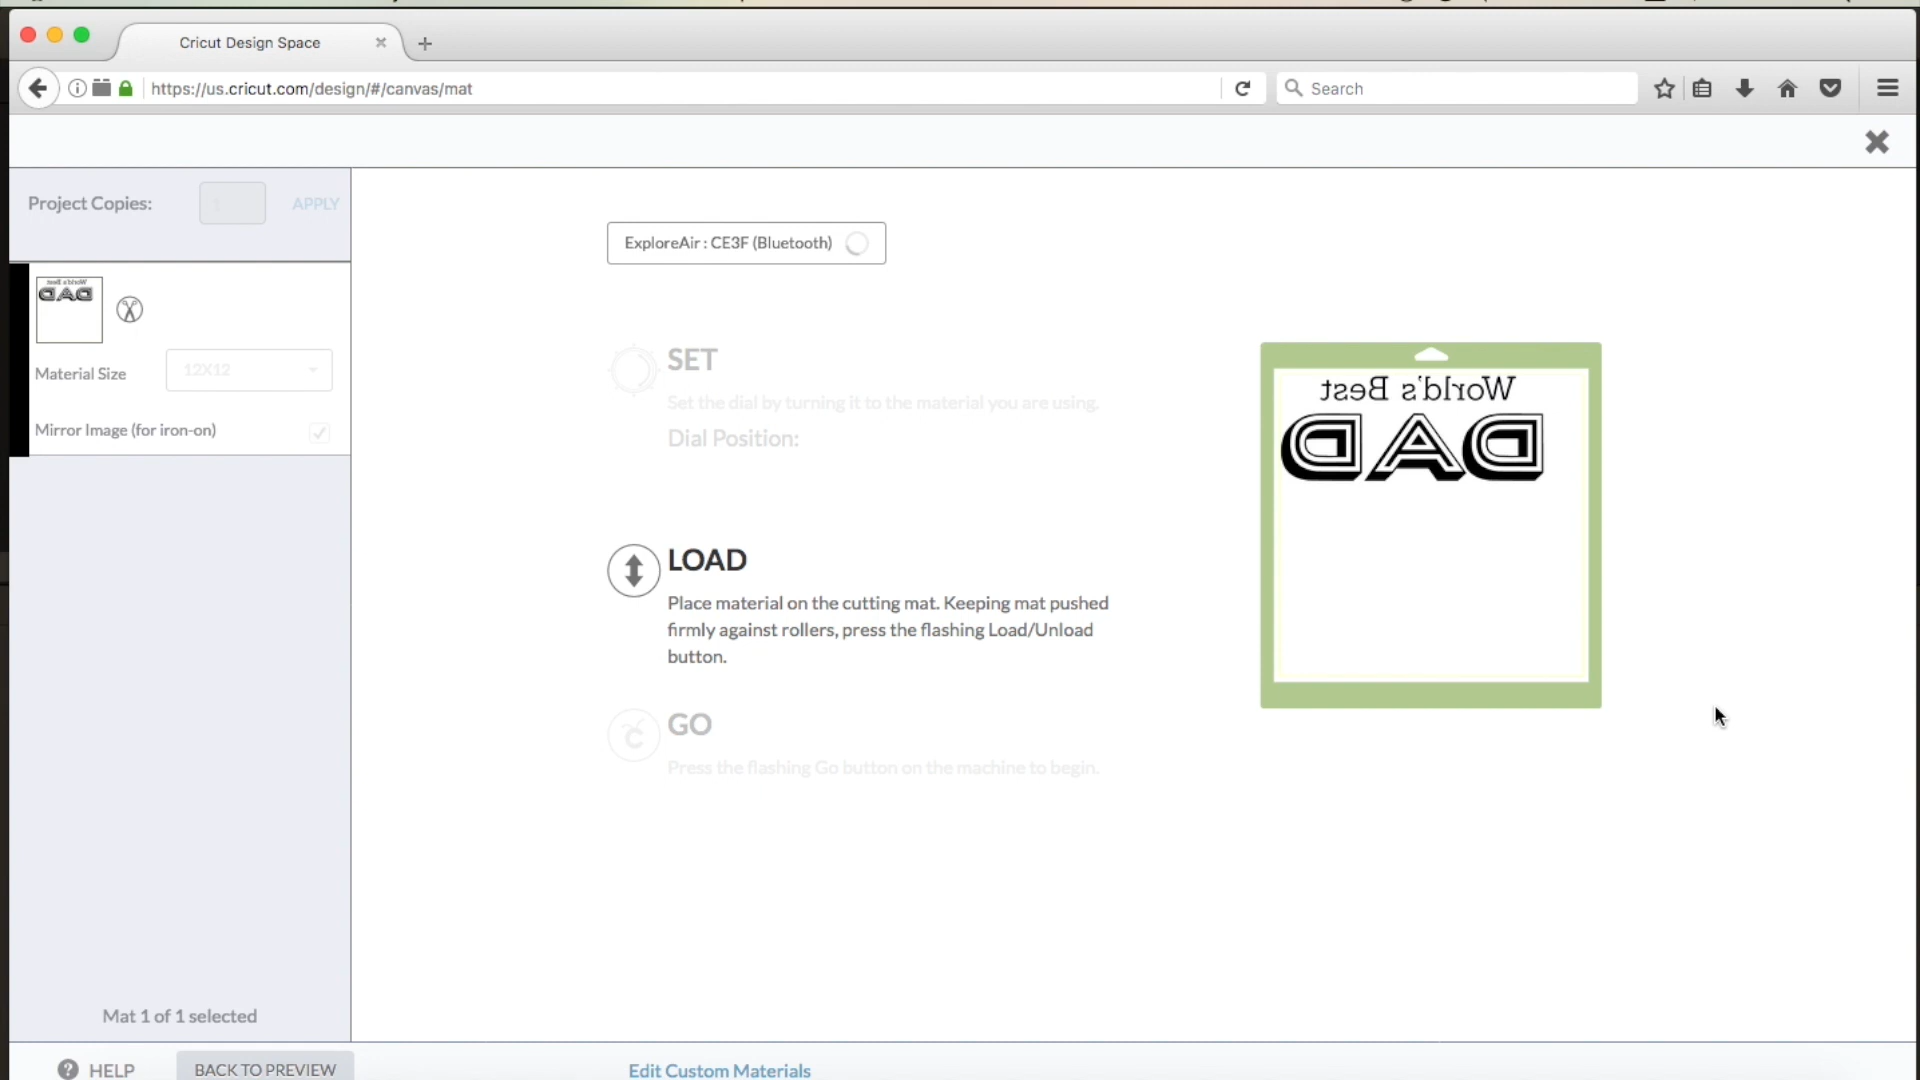 Cricut Design Space
https://us.cricut.com/design/#/canvas/mat
Search
Project Copies:
1
APPLY
World's Best
DAD
Material Size
12X12
Mirror Image (for iron-on)
Mat 1 of 1 selected
ExploreAir : CE3F (Bluetooth)
SET
Set the dial by turning it to the material you are using.
Dial Position:
LOAD
Place material on the cutting mat. Keeping mat pushed
firmly against rollers, press the flashing Load/Unload
button.
GO
Press the flashing Go button on the machine to begin.
World's Best
DAD
HELP
BACK TO PREVIEW
Edit Custom Materials